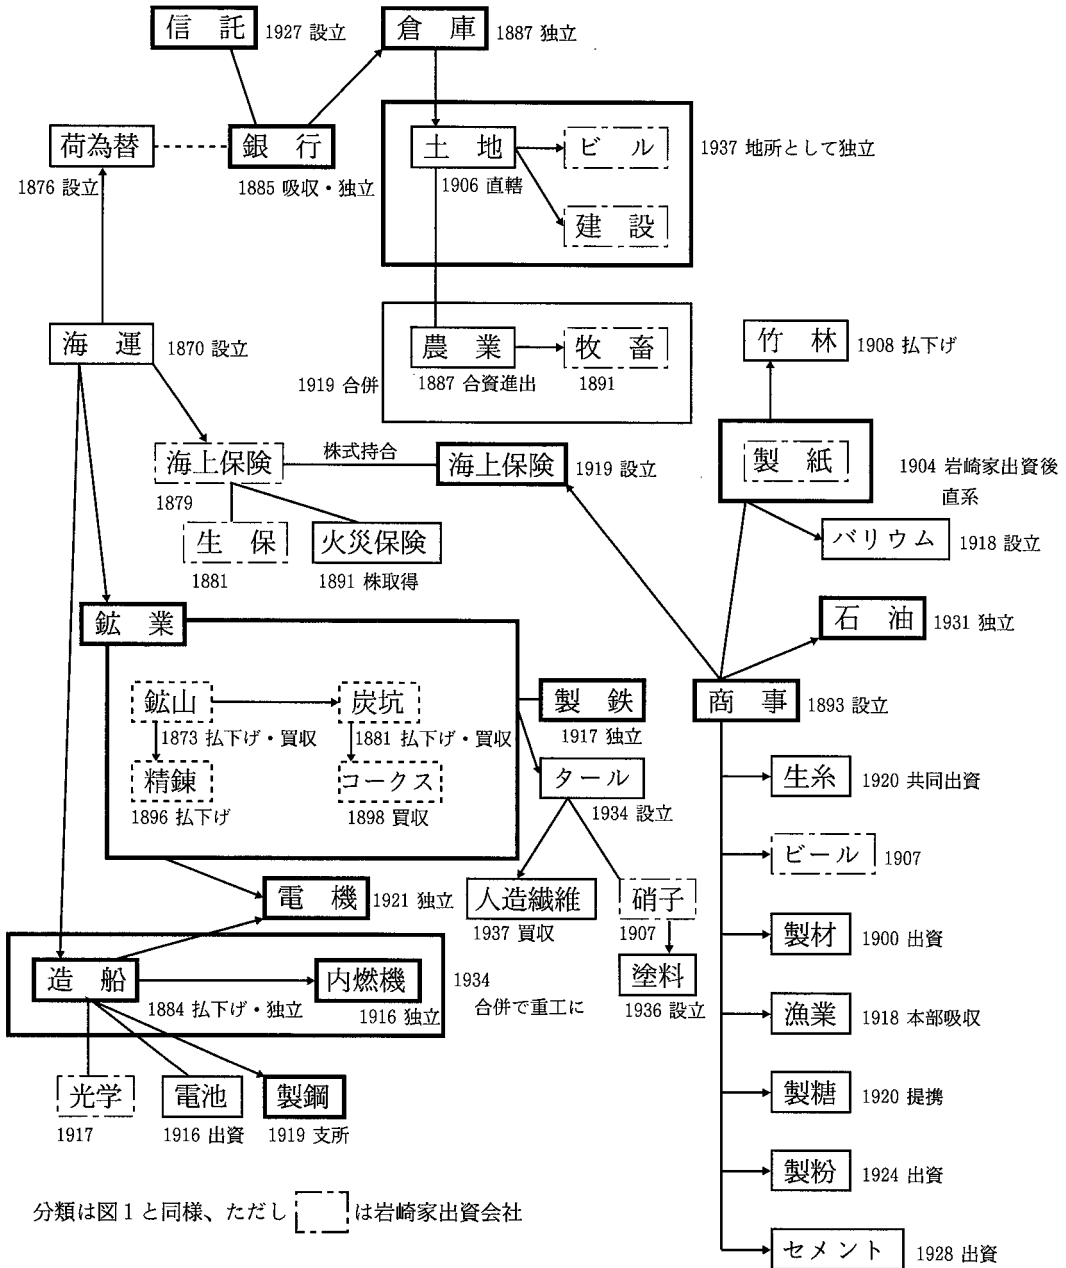 信託 1927 設立
倉庫 1887 独立
荷為替
1876 設立
銀行
1885 吸収・独立
土地
1906 直轄
ビル
建設
1937 地所として独立
海運 1870 設立
農業
1887 合資進出
牧畜
1891
1919 合併
竹林 1908 払下げ
海上保険
1879
株式持合
海上保険 1919 設立
製紙
1904 岩崎家出資後
直系
生保
1881
火災保険
1891 株取得
バリウム 1918 設立
鉱業
石油 1931 独立
鉱山
1873 払下げ・買収
炭坑
1881 払下げ・買収
製鉄
1917 独立
商事 1893 設立
精錬
1896 払下げ
コークス
1898 買収
タール
1934 設立
生糸 1920 共同出資
ビール 1907
電機 1921 独立
人造繊維
1937 買収
硝子
1907
製材 1900 出資
造船
1884 払下げ・独立
内燃機
1916 独立
1934
合併で重工に
塗料
1936 設立
漁業 1918 本部吸収
光学
1917
電池
1916 出資
製鋼
1919 支所
製糖 1920 提携
製粉 1924 出資
セメント 1928 出資
分類は図1と同様、ただし は岩崎家出資会社